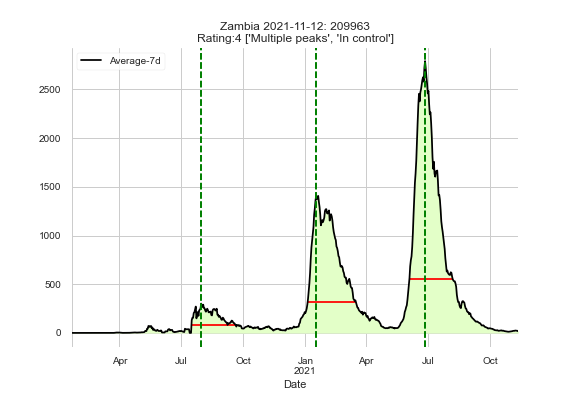 Zambia 2021-11-12: 209963
Rating:4 ['Multiple peaks', 'In control']
Average-7d
2500
2000
1500
1000
500
0
Apr Jul Oct Jan Apr Jul Oct
2021
Date